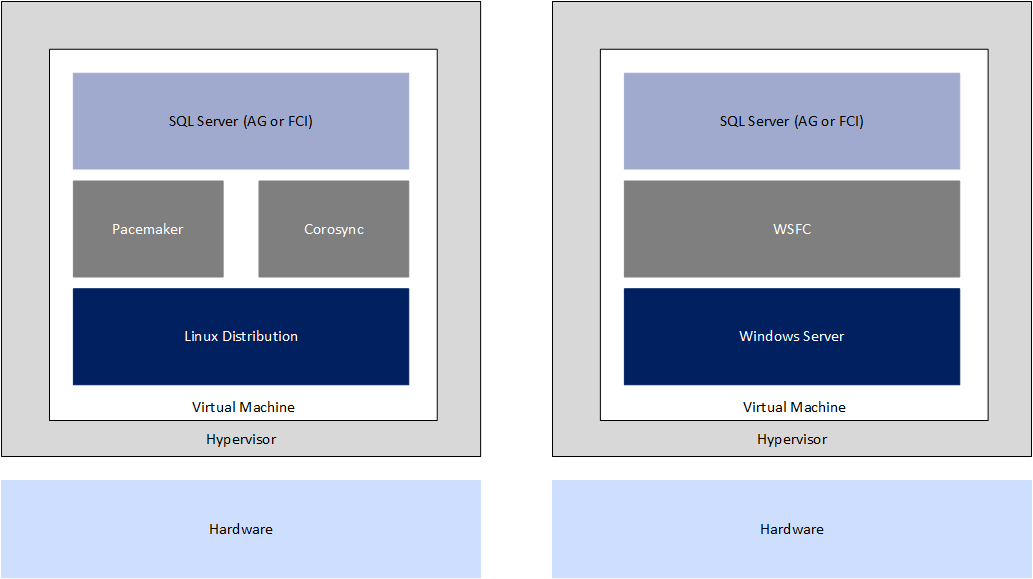 SQL Server (AG or FCI)
Pacemaker
Corosync
Linux Distribution
Virtual Machine
Hypervisor
Hardware
SQL Server (AG or FCI)
WSFC
Windows Server
Virtual Machine
Hypervisor
Hardware